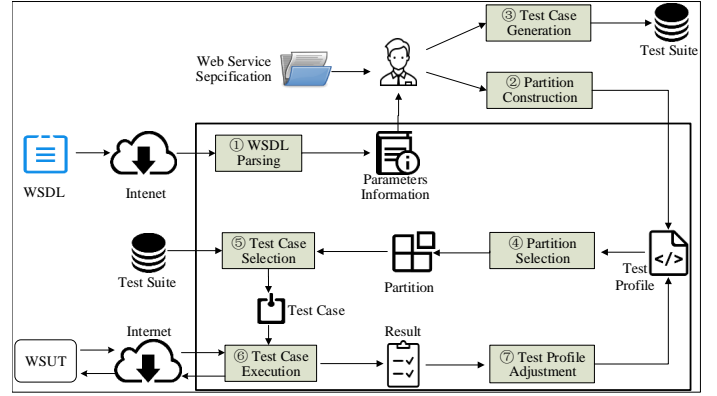 ③ Test Case
Generation
Test Suite
Web Service
Sepcification
② Partition
Construction
① WSDL
Parsing
WSDL
Intenet
Parameters
Information
⑤ Test Case
Selection
④ Partition
Selection
Test Suite
Partition
Test
Profile
</>
Test Case
Internet
Result
WSUT
⑥ Test Case
Execution
⑦ Test Profile
Adjustment